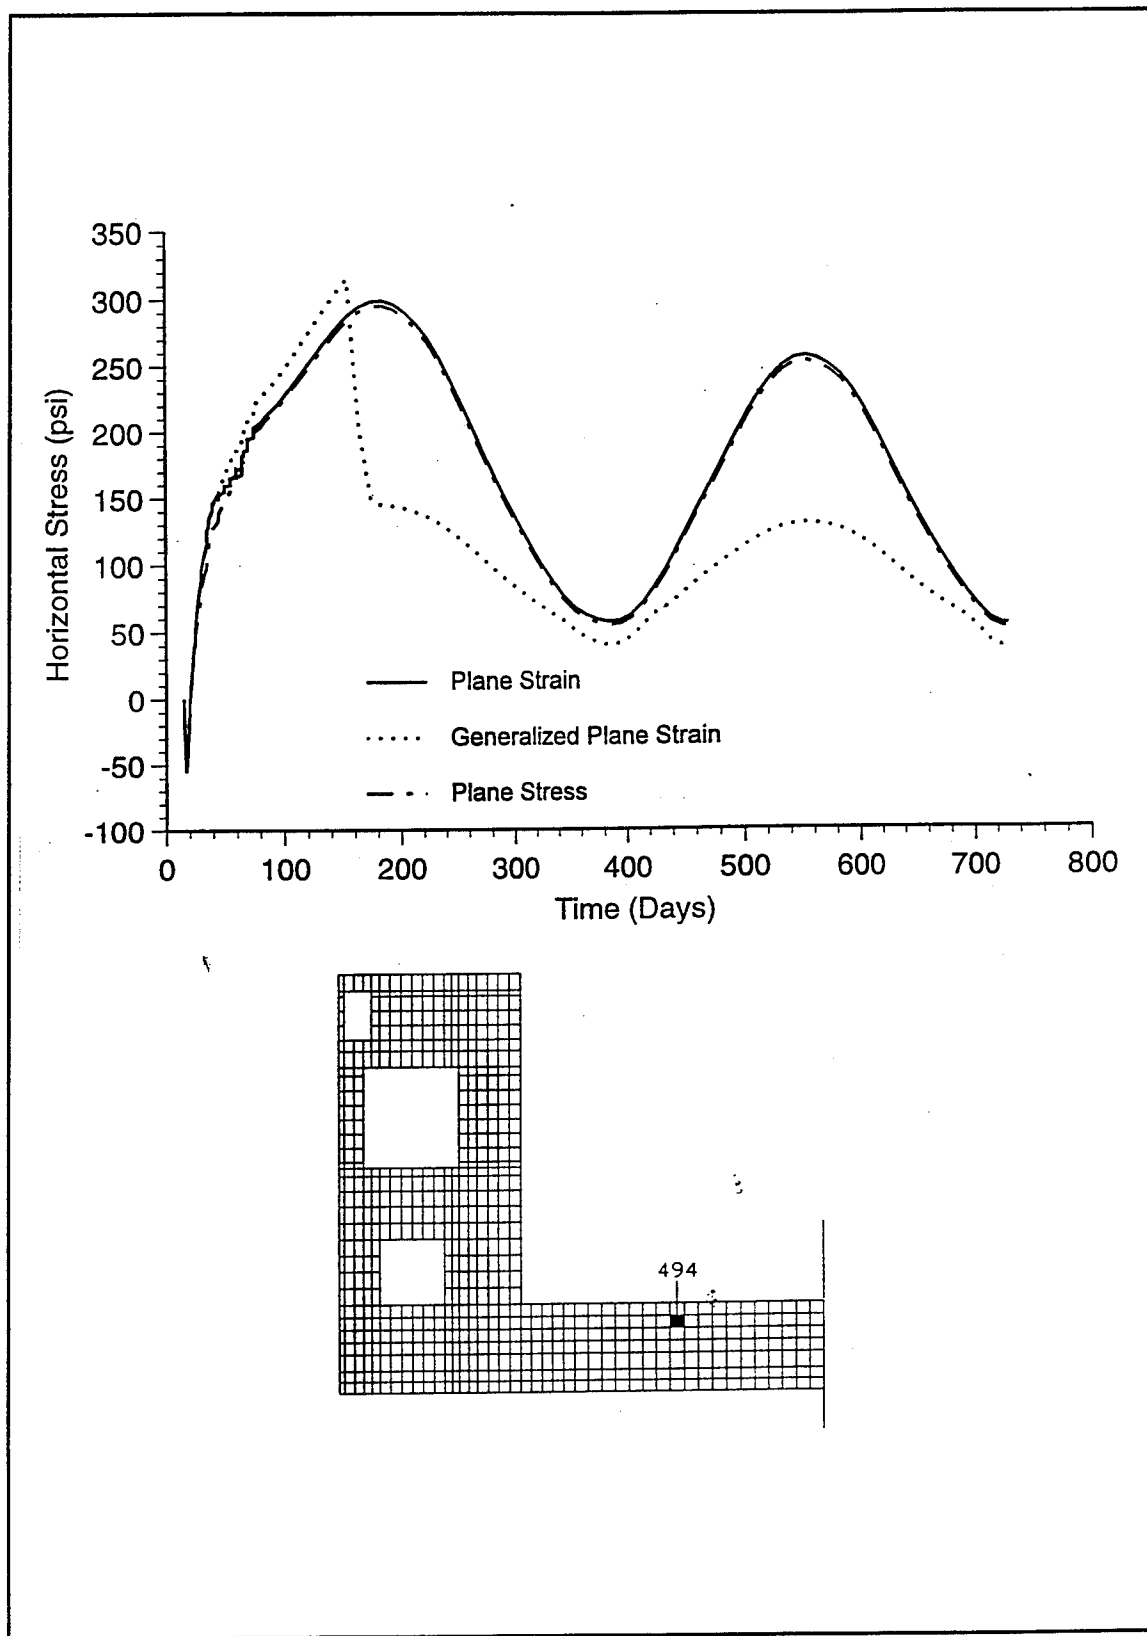 350
300
250
200
150
100
50
0
-50
-100
Horizontal Stress (psi)
Plane Strain
Generalized Plane Strain
Plane Stress
0 100 200 300 400 500 600 700 800
Time (Days)
494